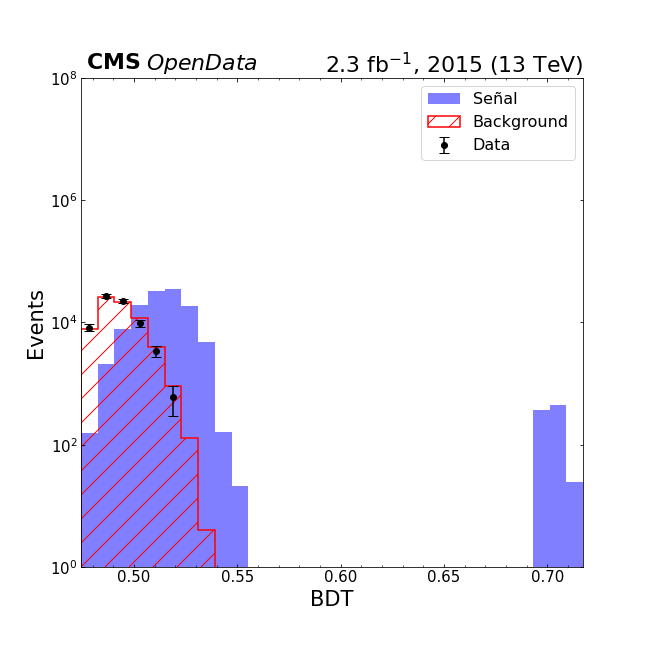 CMS OpenData 2.3 fb⁻¹, 2015 (13 TeV)
10⁸
Señal
Background
Data
10⁶
10⁴
10²
10⁰
Events
0.50 0.55 0.60 0.65 0.70
BDT